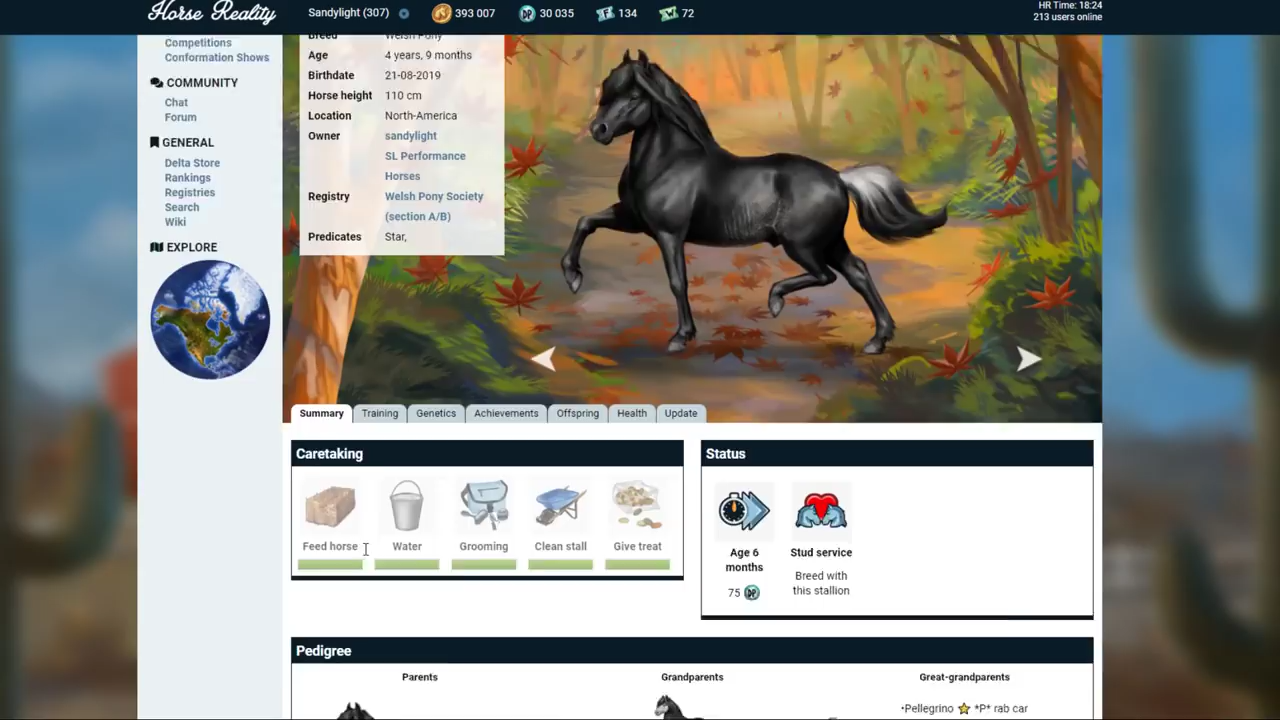 Horse Reality
Sandylight (307) 393 007 30 035 134 72
HR Time: 18:24
213 users online
Competitions
Conformation Shows
COMMUNITY
Chat
Forum
GENERAL
Delta Store
Rankings
Registries
Search
Wiki
EXPLORE
Breed Welsh Pony
Age 4 years, 9 months
Birthdate 21-08-2019
Horse height 110 cm
Location North-America
Owner sandylight
SL Performance
Horses
Registry Welsh Pony Society
(section A/B)
Predicates Star,
Summary Training Genetics Achievements Offspring Health Update
Caretaking
Feed horse Water Grooming Clean stall Give treat
Status
Age 6
months
75 DP
Stud service
Breed with
this stallion
Pedigree
Parents Grandparents Great-grandparents
•Pellegrino ⭐ *P* rab car